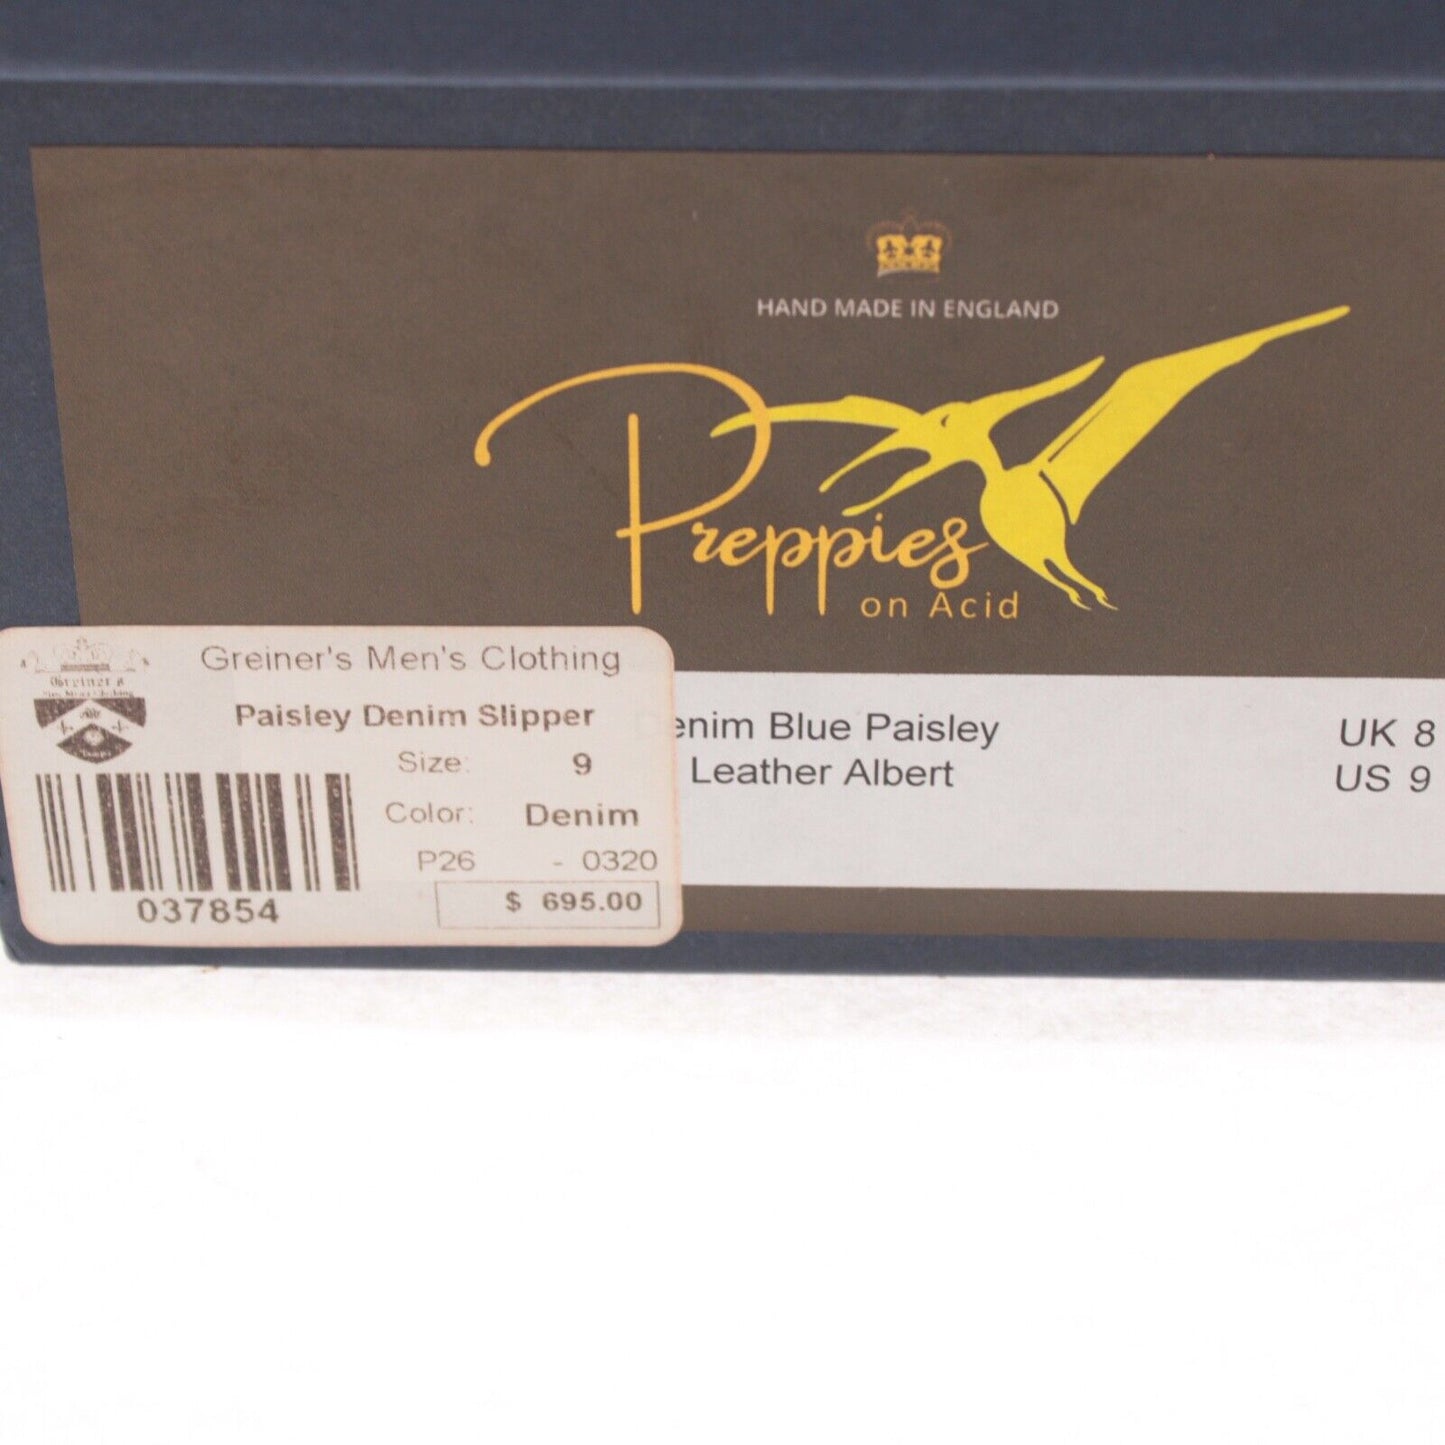 HAND MADE IN ENGLAND
Preppies
on Acid
Greiner's Men's Clothing
Paisley Denim Slipper
Size: 9
Color: Denim
P26 - 0320
$ 695.00
037854
Denim Blue Paisley
Leather Albert
UK 8
US 9